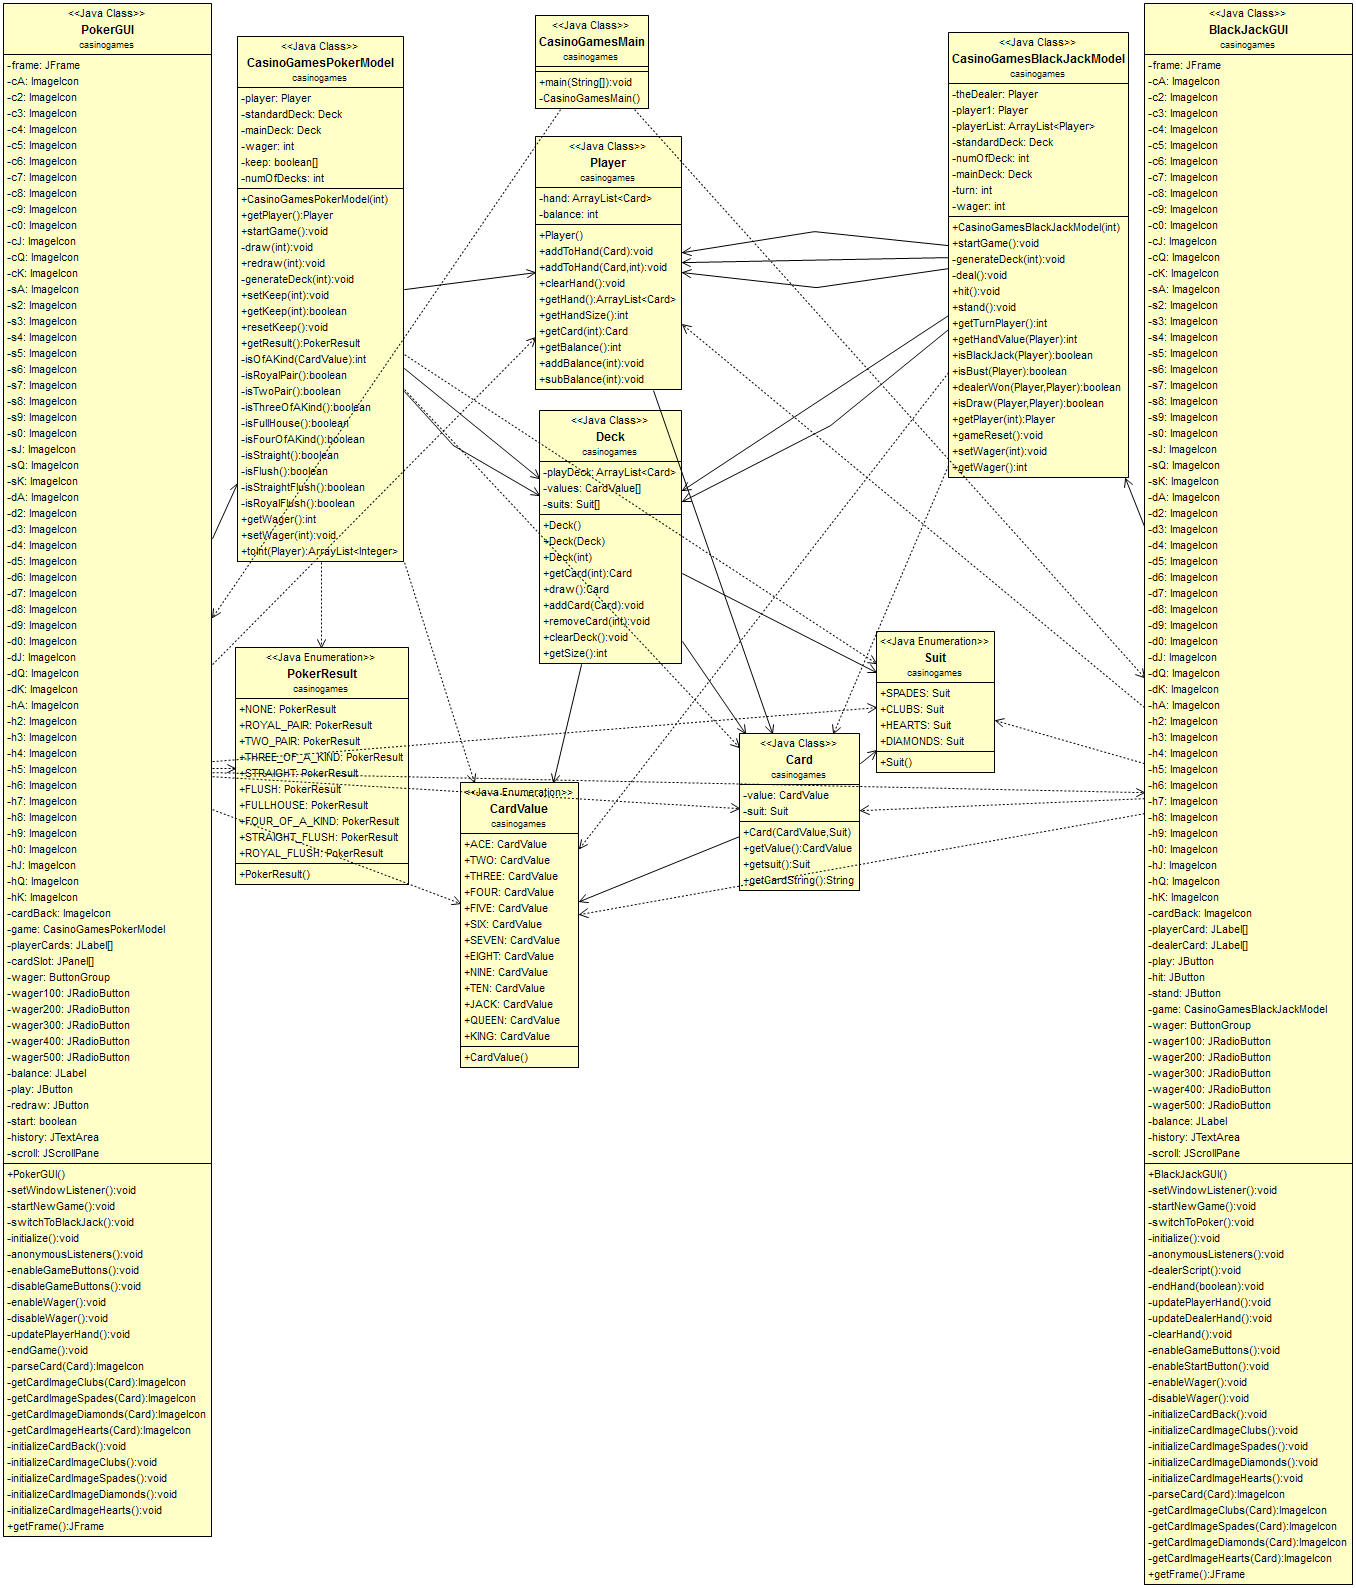 <<Java Class>>
PokerGUI
casinogames
-frame: JFrame
-cA: ImageIcon
-c2: ImageIcon
-c3: ImageIcon
-c4: ImageIcon
-c5: ImageIcon
-c6: ImageIcon
-c7: ImageIcon
-c8: ImageIcon
-c9: ImageIcon
-c0: ImageIcon
-cJ: ImageIcon
-cQ: ImageIcon
-cK: ImageIcon
-sA: ImageIcon
-s2: ImageIcon
-s3: ImageIcon
-s4: ImageIcon
-s5: ImageIcon
-s6: ImageIcon
-s7: ImageIcon
-s8: ImageIcon
-s9: ImageIcon
-s0: ImageIcon
-sJ: ImageIcon
-sQ: ImageIcon
-sK: ImageIcon
-dA: ImageIcon
-d2: ImageIcon
-d3: ImageIcon
-d4: ImageIcon
-d5: ImageIcon
-d6: ImageIcon
-d7: ImageIcon
-d8: ImageIcon
-d9: ImageIcon
-d0: ImageIcon
-dJ: ImageIcon
-dQ: ImageIcon
-dK: ImageIcon
-hA: ImageIcon
-h2: ImageIcon
-h3: ImageIcon
-h4: ImageIcon
-h5: ImageIcon
-h6: ImageIcon
-h7: ImageIcon
-h8: ImageIcon
-h9: ImageIcon
-h0: ImageIcon
-hJ: ImageIcon
-hQ: ImageIcon
-hK: ImageIcon
-cardBack: ImageIcon
-game: CasinoGamesPokerModel
-playerCards: JLabel[]
-cardSlot: JPanel[]
-wager: ButtonGroup
-wager100: JRadioButton
-wager200: JRadioButton
-wager300: JRadioButton
-wager400: JRadioButton
-wager500: JRadioButton
-balance: JLabel
-play: JButton
-redraw: JButton
-start: boolean
-history: JTextArea
-scroll: JScrollPane
+PokerGUI()
-setWindowListener():void
-startNewGame():void
-switchToBlackJack():void
-initialize():void
-anonymousListeners():void
-enableGameButtons():void
-disableGameButtons():void
-enableWager():void
-disableWager():void
-updatePlayerHand():void
-endGame():void
-parseCard(Card):ImageIcon
-getCardImageClubs(Card):ImageIcon
-getCardImageSpades(Card):ImageIcon
-getCardImageDiamonds(Card):ImageIcon
-getCardImageHearts(Card):ImageIcon
-initializeCardBack():void
-initializeCardImageClubs():void
-initializeCardImageSpades():void
-initializeCardImageDiamonds():void
-initializeCardImageHearts():void
+getFrame():JFrame
<<Java Class>>
CasinoGamesPokerModel
casinogames
-player: Player
-standardDeck: Deck
-mainDeck: Deck
-wager: int
-keep: boolean[]
-numOfDecks: int
+CasinoGamesPokerModel(int)
+getPlayer():Player
+startGame():void
-draw(int):void
+redraw(int):void
-generateDeck(int):void
+setKeep(int):void
+getKeep(int):boolean
+resetKeep():void
+getResult():PokerResult
-isOfAKind(CardValue):int
-isRoyalPair():boolean
-isTwoPair():boolean
-isThreeOfAKind():boolean
-isFullHouse():boolean
-isFourOfAKind():boolean
-isStraight():boolean
-isFlush():boolean
-isStraightFlush():boolean
-isRoyalFlush():boolean
+getWager():int
+setWager(int):void
+toInt(Player):ArrayList<Integer>
<<Java Enumeration>>
PokerResult
casinogames
+NONE: PokerResult
+ROYAL_PAIR: PokerResult
+TWO_PAIR: PokerResult
+THREE_OF_A_KIND: PokerResult
+STRAIGHT: PokerResult
+FLUSH: PokerResult
+FULLHOUSE: PokerResult
+FOUR_OF_A_KIND: PokerResult
+STRAIGHT_FLUSH: PokerResult
+ROYAL_FLUSH: PokerResult
+PokerResult()
<<Java Class>>
CasinoGamesMain
casinogames
+main(String[]):void
-CasinoGamesMain()
<<Java Class>>
Player
casinogames
-hand: ArrayList<Card>
-balance: int
+Player()
+addToHand(Card):void
+addToHand(Card,int):void
+clearHand():void
+getHand():ArrayList<Card>
+getHandSize():int
+getCard(int):Card
+getBalance():int
+addBalance(int):void
+subBalance(int):void
<<Java Class>>
Deck
casinogames
-playDeck: ArrayList<Card>
-values: CardValue[]
-suits: Suit[]
+Deck()
+Deck(Deck)
+Deck(int)
+getCard(int):Card
+draw():Card
+addCard(Card):void
+removeCard(int):void
+clearDeck():void
+getSize():int
<<Java Enumeration>>
CardValue
casinogames
+ACE: CardValue
+TWO: CardValue
+THREE: CardValue
+FOUR: CardValue
+FIVE: CardValue
+SIX: CardValue
+SEVEN: CardValue
+EIGHT: CardValue
+NINE: CardValue
+TEN: CardValue
+JACK: CardValue
+QUEEN: CardValue
+KING: CardValue
+CardValue()
<<Java Class>>
Card
casinogames
-value: CardValue
-suit: Suit
+Card(CardValue,Suit)
+getValue():CardValue
+getsuit():Suit
+getCardString():String
<<Java Enumeration>>
Suit
casinogames
+SPADES: Suit
+CLUBS: Suit
+HEARTS: Suit
+DIAMONDS: Suit
+Suit()
<<Java Class>>
CasinoGamesBlackJackModel
casinogames
-theDealer: Player
-player1: Player
-playerList: ArrayList<Player>
-standardDeck: Deck
-numOfDeck: int
-mainDeck: Deck
-turn: int
-wager: int
+CasinoGamesBlackJackModel(int)
+startGame():void
-generateDeck(int):void
-deal():void
+hit():void
+stand():void
+getTurnPlayer():int
+getHandValue(Player):int
+isBlackJack(Player):boolean
+isBust(Player):boolean
+dealerWon(Player,Player):boolean
+isDraw(Player,Player):boolean
+getPlayer(int):Player
+gameReset():void
+setWager(int):void
+getWager():int
<<Java Class>>
BlackJackGUI
casinogames
-frame: JFrame
-cA: ImageIcon
-c2: ImageIcon
-c3: ImageIcon
-c4: ImageIcon
-c5: ImageIcon
-c6: ImageIcon
-c7: ImageIcon
-c8: ImageIcon
-c9: ImageIcon
-c0: ImageIcon
-cJ: ImageIcon
-cQ: ImageIcon
-cK: ImageIcon
-sA: ImageIcon
-s2: ImageIcon
-s3: ImageIcon
-s4: ImageIcon
-s5: ImageIcon
-s6: ImageIcon
-s7: ImageIcon
-s8: ImageIcon
-s9: ImageIcon
-s0: ImageIcon
-sJ: ImageIcon
-sQ: ImageIcon
-sK: ImageIcon
-dA: ImageIcon
-d2: ImageIcon
-d3: ImageIcon
-d4: ImageIcon
-d5: ImageIcon
-d6: ImageIcon
-d7: ImageIcon
-d8: ImageIcon
-d9: ImageIcon
-d0: ImageIcon
-dJ: ImageIcon
-dQ: ImageIcon
-dK: ImageIcon
-hA: ImageIcon
-h2: ImageIcon
-h3: ImageIcon
-h4: ImageIcon
-h5: ImageIcon
-h6: ImageIcon
-h7: ImageIcon
-h8: ImageIcon
-h9: ImageIcon
-h0: ImageIcon
-hJ: ImageIcon
-hQ: ImageIcon
-hK: ImageIcon
-cardBack: ImageIcon
-playerCard: JLabel[]
-dealerCard: JLabel[]
-play: JButton
-hit: JButton
-stand: JButton
-game: CasinoGamesBlackJackModel
-wager: ButtonGroup
-wager100: JRadioButton
-wager200: JRadioButton
-wager300: JRadioButton
-wager400: JRadioButton
-wager500: JRadioButton
-balance: JLabel
-history: JTextArea
-scroll: JScrollPane
+BlackJackGUI()
-setWindowListener():void
-startNewGame():void
-switchToPoker():void
-initialize():void
-anonymousListeners():void
-dealerScript():void
-endHand(boolean):void
-updatePlayerHand():void
-updateDealerHand():void
-clearHand():void
-enableGameButtons():void
-enableStartButton():void
-enableWager():void
-disableWager():void
-initializeCardBack():void
-initializeCardImageClubs():void
-initializeCardImageSpades():void
-initializeCardImageDiamonds():void
-initializeCardImageHearts():void
-parseCard(Card):ImageIcon
-getCardImageClubs(Card):ImageIcon
-getCardImageSpades(Card):ImageIcon
-getCardImageDiamonds(Card):ImageIcon
-getCardImageHearts(Card):ImageIcon
+getFrame():JFrame